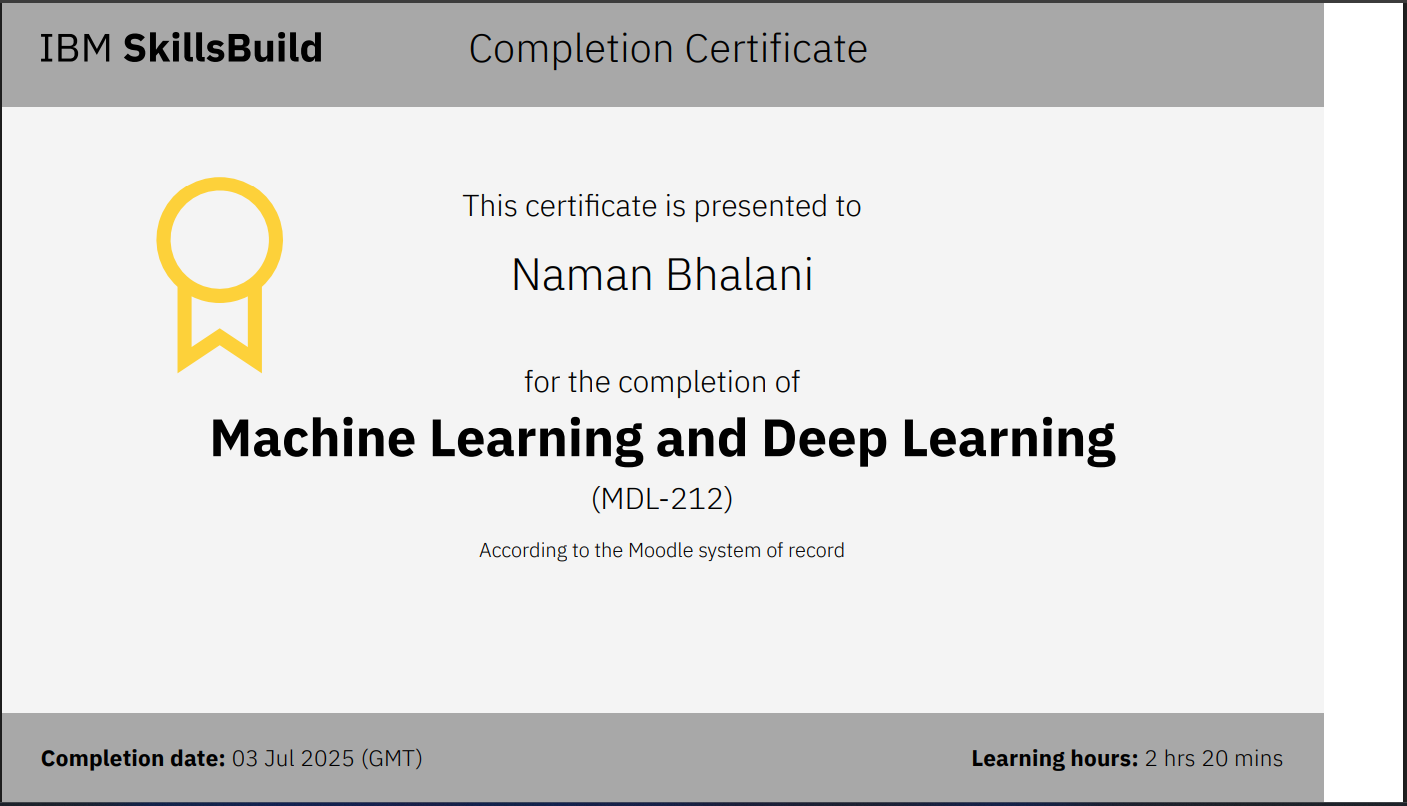 IBM SkillsBuild
Completion Certificate
This certificate is presented to
Naman Bhalani
for the completion of
Machine Learning and Deep Learning
(MDL-212)
According to the Moodle system of record
Completion date: 03 Jul 2025 (GMT)
Learning hours: 2 hrs 20 mins